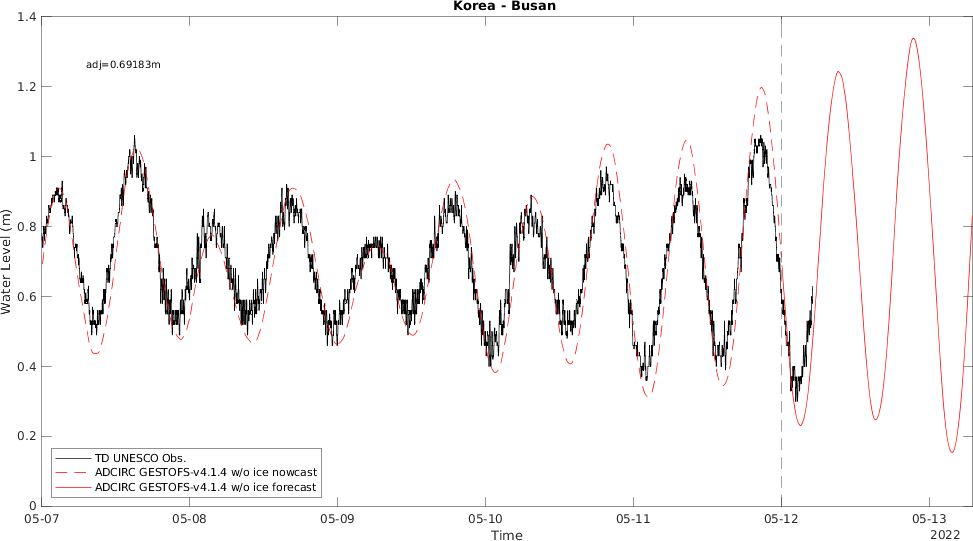 Korea - Busan
1.4
adj=0.69183m
1.2
1
0.8
0.6
0.4
0.2
0
Water Level (m)
TD UNESCO Obs.
ADCIRC GESTOFS-v4.1.4 w/o ice nowcast
ADCIRC GESTOFS-v4.1.4 w/o ice forecast
05-07 05-08 05-09 05-10 05-11 05-12 05-13
Time
2022